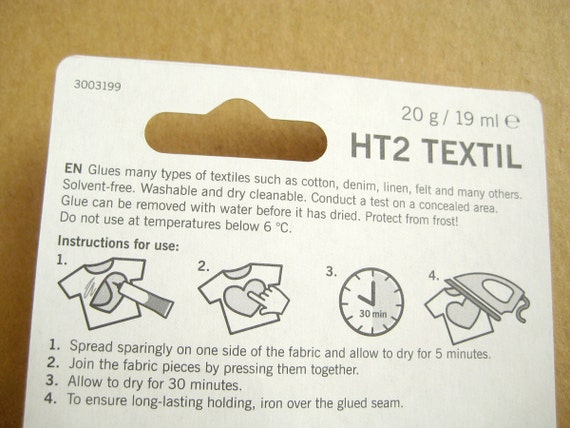 3003199
20 g / 19 ml ℮
HT2 TEXTIL
EN Glues many types of textiles such as cotton, denim, linen, felt and many others.
Solvent-free. Washable and dry cleanable. Conduct a test on a concealed area.
Glue can be removed with water before it has dried. Protect from frost!
Do not use at temperatures below 6 °C.
Instructions for use:
1.
2.
3.
4.
30 min
1. Spread sparingly on one side of the fabric and allow to dry for 5 minutes.
2. Join the fabric pieces by pressing them together.
3. Allow to dry for 30 minutes.
4. To ensure long-lasting holding, iron over the glued seam.